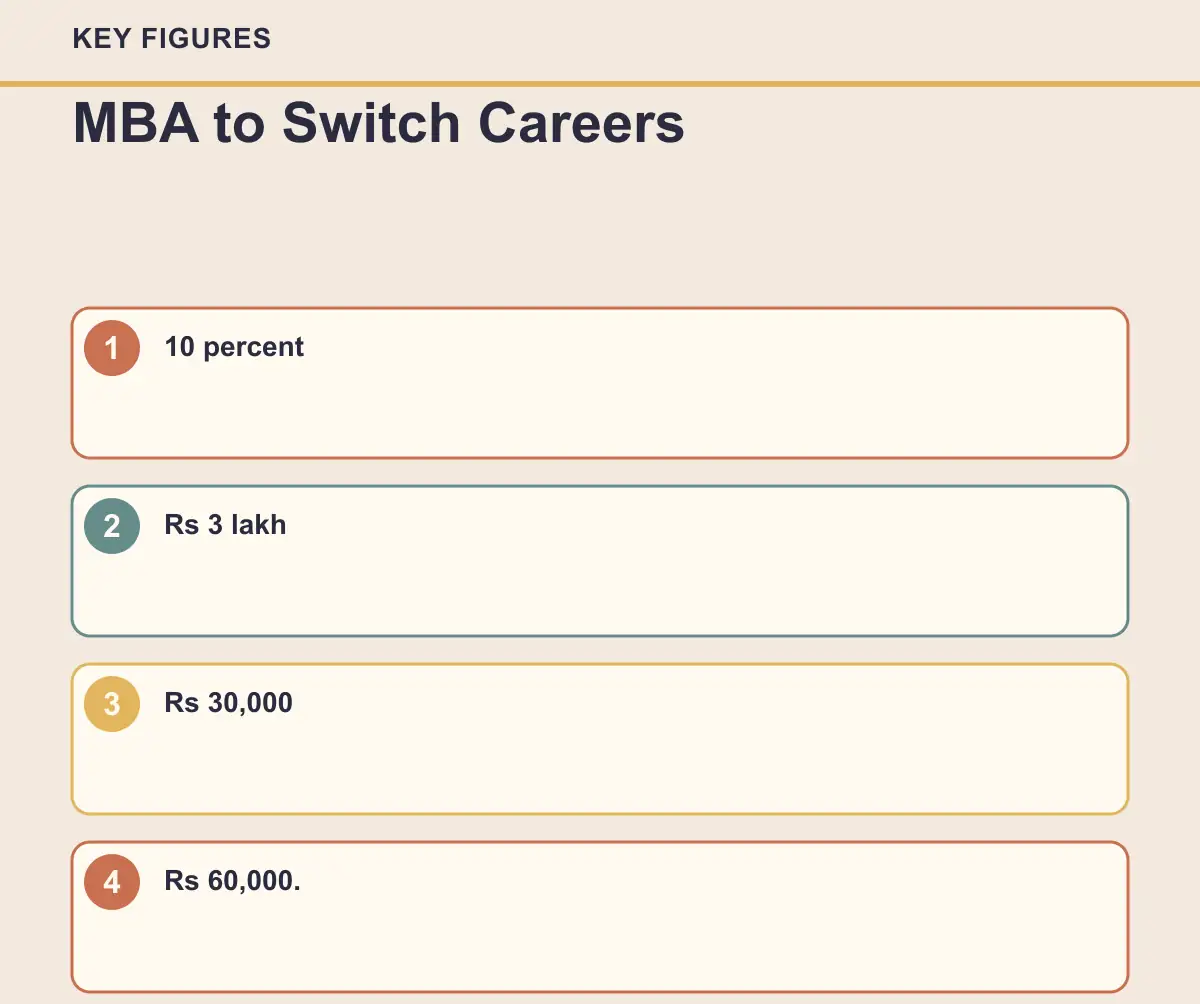 KEY FIGURES
MBA to Switch Careers
1
10 percent
2
Rs 3 lakh
3
Rs 30,000
4
Rs 60,000.